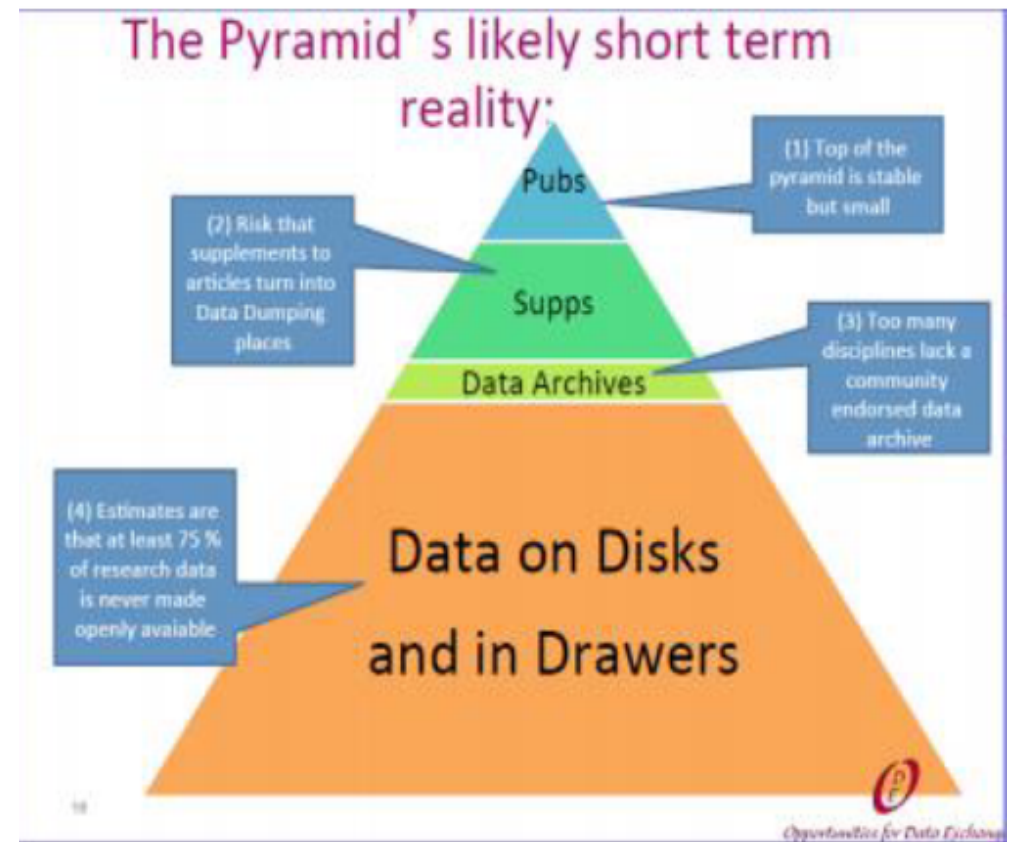 The Pyramid's likely short term
reality:
Pubs
(1) Top of the
pyramid is stable
but small
(2) Risk that
supplements to
articles turn into
Data Dumping
places
Supps
(3) Too many
disciplines lack a
community
endorsed data
archive
Data Archives
(4) Estimates are
that at least 75 %
of research data
is never made
openly avaiable
Data on Disks
and in Drawers
ODE
Opportunities for Data Exchange